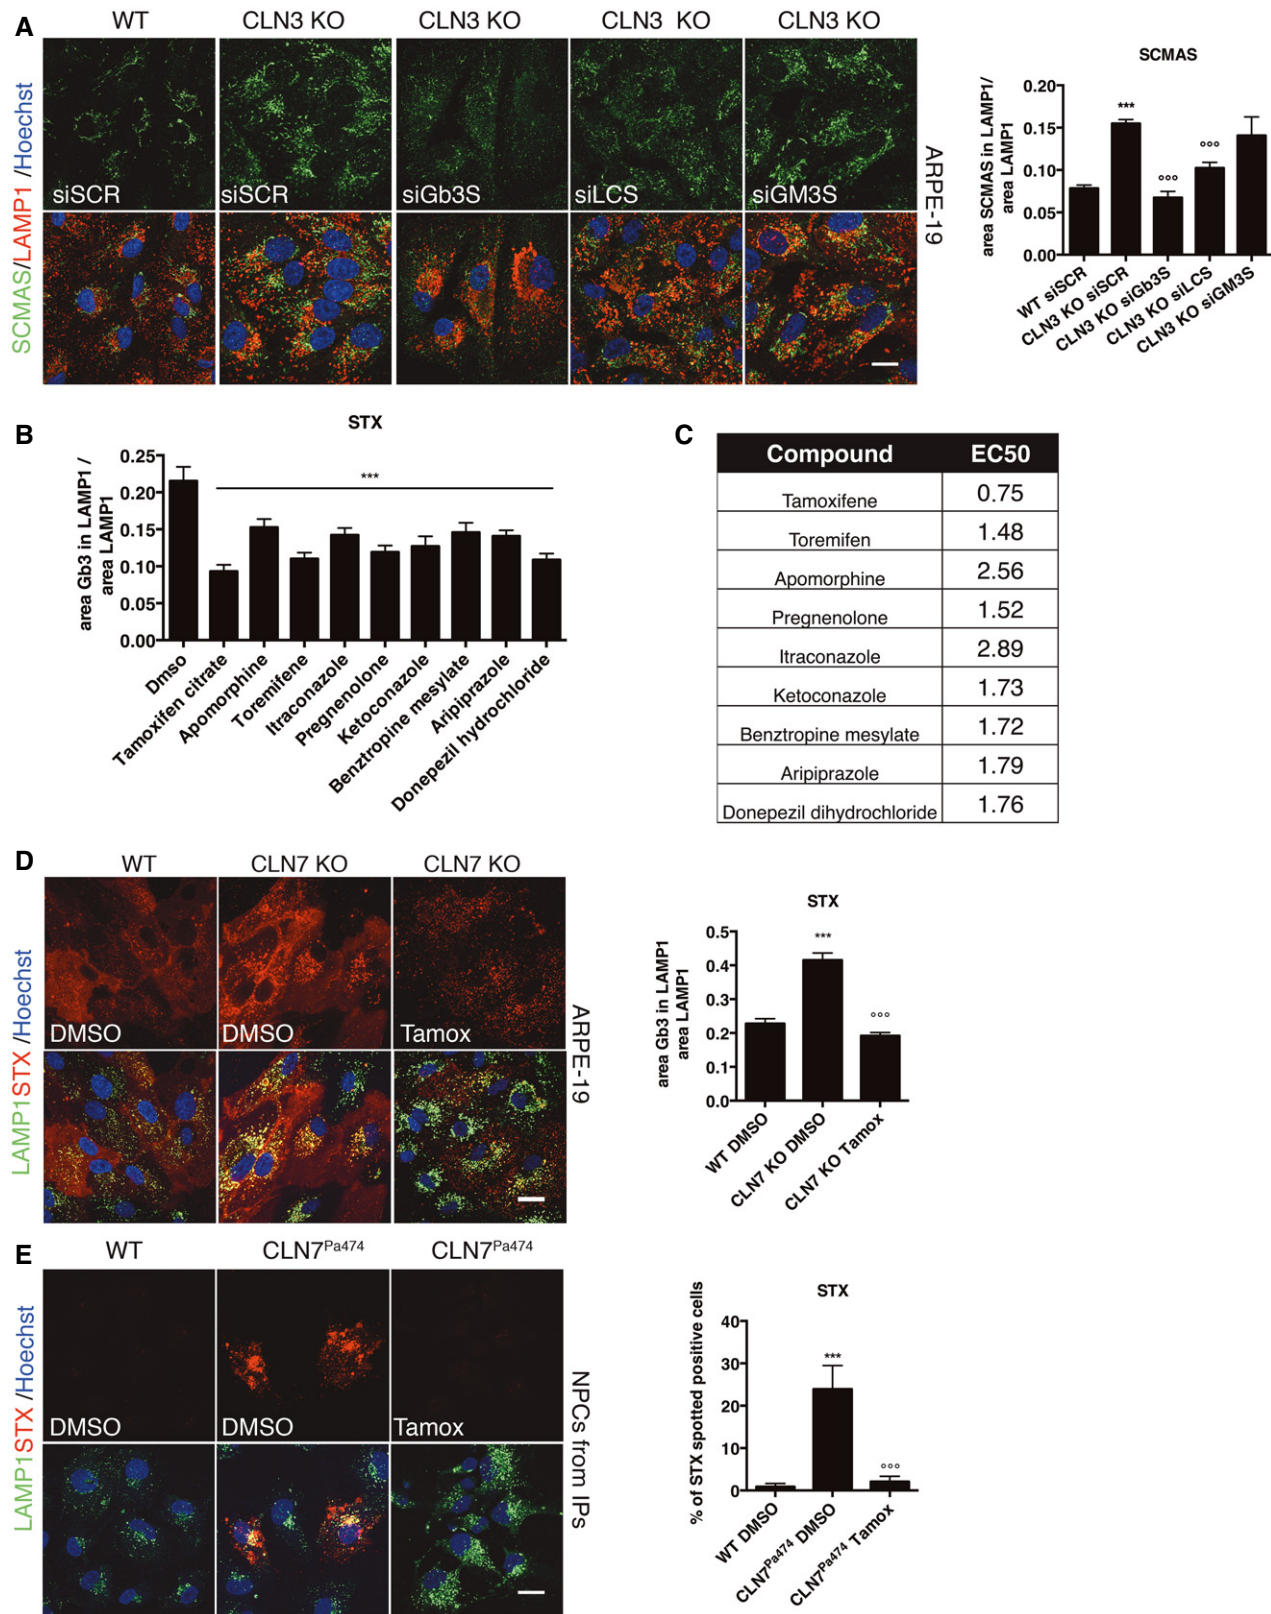 A
WT
CLN3 KO
CLN3 KO
CLN3 KO
CLN3 KO
SCMAS/LAMP1 /Hoechst
siSCR
siSCR
siGb3S
siLCS
siGM3S
ARPE-19
SCMAS
area SCMAS in LAMP1/
area LAMP1
0.20
0.15
0.10
0.05
0.00
***
°°°
°°°
WT siSCR
CLN3 KO siSCR
CLN3 KO siGb3S
CLN3 KO siLCS
CLN3 KO siGM3S
B
STX
area Gb3 in LAMP1 /
area LAMP1
0.25
0.20
0.15
0.10
0.05
0.00
***
Dmso
Tamoxifen citrate
Apomorphine
Toremifene
Itraconazole
Pregnenolone
Ketoconazole
Benztropine mesylate
Aripiprazole
Donepezil hydrochloride
C
Compound EC50
Tamoxifene 0.75
Toremifen 1.48
Apomorphine 2.56
Pregnenolone 1.52
Itraconazole 2.89
Ketoconazole 1.73
Benztropine mesylate 1.72
Aripiprazole 1.79
Donepezil dihydrochloride 1.76
D
WT
CLN7 KO
CLN7 KO
LAMP1STX /Hoechst
DMSO
DMSO
Tamox
ARPE-19
STX
area Gb3 in LAMP1
area LAMP1
0.5
0.4
0.3
0.2
0.1
0.0
***
°°°
WT DMSO
CLN7 KO DMSO
CLN7 KO Tamox
E
WT
CLN7Pa474
CLN7Pa474
LAMP1STX /Hoechst
DMSO
DMSO
Tamox
NPCs from IPs
STX
% of STX spotted positive cells
40
30
20
10
0
***
°°°
WT DMSO
CLN7Pa474 DMSO
CLN7Pa474 Tamox